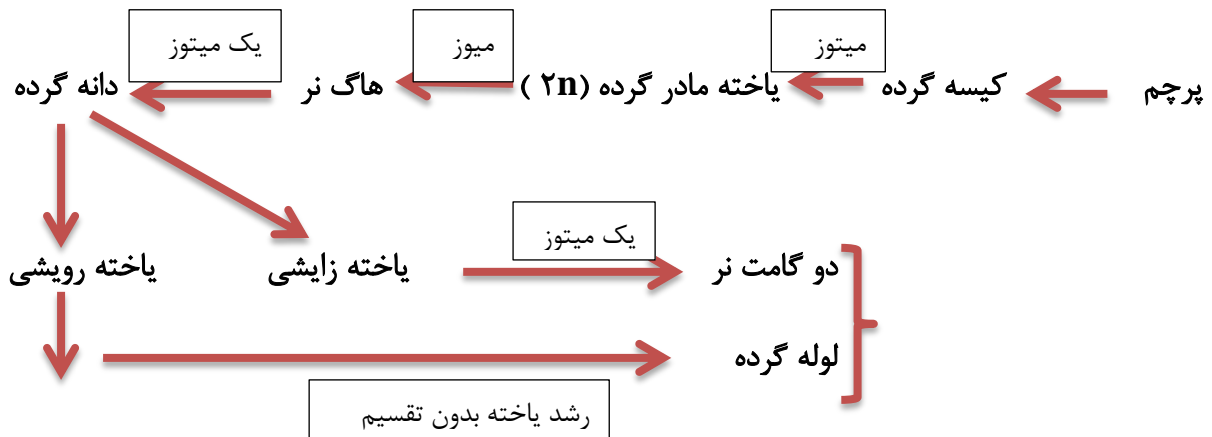 یک میتوز
میوز
میتوز
پرچم
کیسه گرده
یاخته مادر گرده (۲n )
هاگ نر
دانه گرده
یک میتوز
یاخته رویشی
یاخته زایشی
دو گامت نر
لوله گرده
رشد یاخته بدون تقسیم